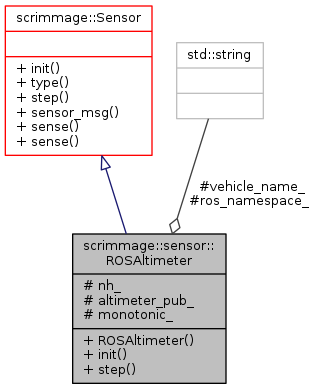 scrimmage::Sensor
+ init()
+ type()
+ step()
+ sensor_msg()
+ sense()
+ sense()
std::string
#vehicle_name_
#ros_namespace_
scrimmage::sensor::
ROSAltimeter
# nh_
# altimeter_pub_
# monotonic_
+ ROSAltimeter()
+ init()
+ step()